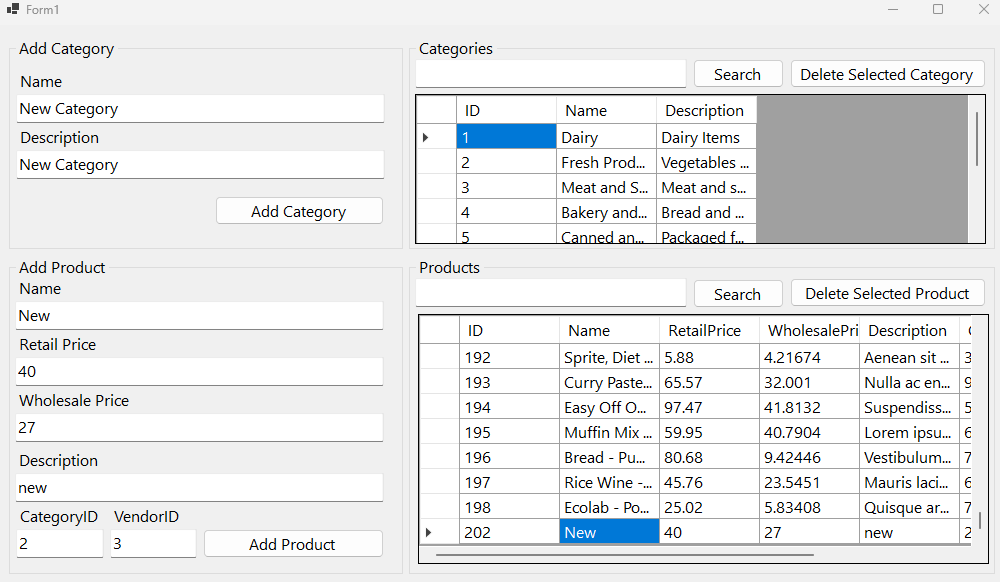 Form1
Add Category
Name
New Category
Description
New Category
Add Category
Categories
Search
Delete Selected Category
ID Name Description
1 Dairy Dairy Items
2 Fresh Prod... Vegetables ...
3 Meat and S... Meat and s...
4 Bakery and... Bread and ...
5 Canned an... Packaged f...
Add Product
Name
New
Retail Price
40
Wholesale Price
27
Description
new
CategoryID VendorID
2 3 Add Product
Products
Search
Delete Selected Product
ID Name RetailPrice WholesalePri Description
192 Sprite, Diet ... 5.88 4.21674 Aenean sit ... 3
193 Curry Paste... 65.57 32.001 Nulla ac en... 9
194 Easy Off O... 97.47 41.8132 Suspendiss... 5
195 Muffin Mix ... 59.95 40.7904 Lorem ipsu... 6
196 Bread - Pu... 80.68 9.42446 Vestibulum... 7
197 Rice Wine -... 45.76 23.5451 Mauris laci... 6
198 Ecolab - Po... 25.02 5.83408 Quisque ar... 7
202 New 40 27 new 2